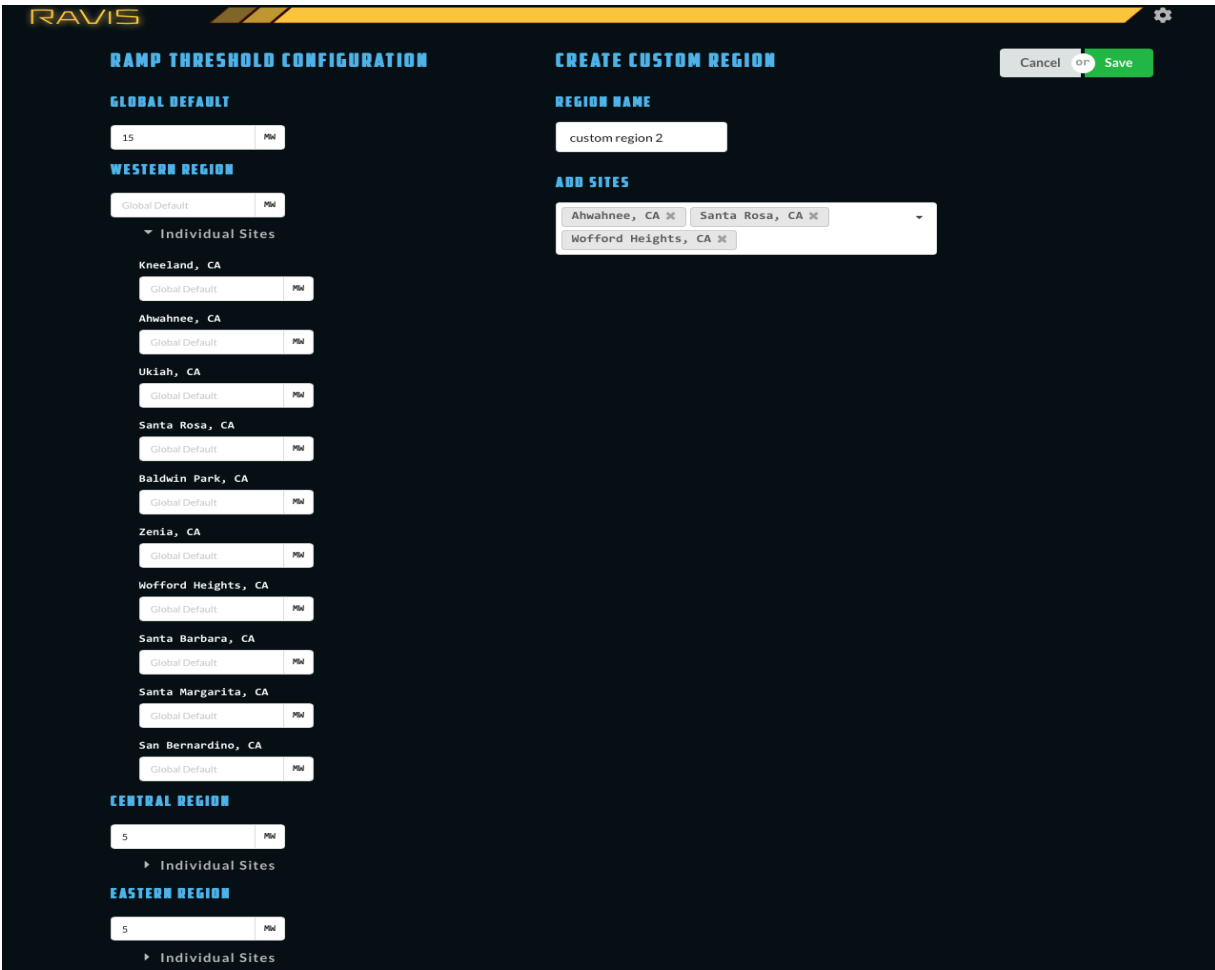 RAVIS
RAMP THRESHOLD CONFIGURATION
GLOBAL DEFAULT
15 MW
WESTERN REGION
Global Default MW
Individual Sites
Kneeland, CA
Global Default MW
Ahwahnee, CA
Global Default MW
Ukiah, CA
Global Default MW
Santa Rosa, CA
Global Default MW
Baldwin Park, CA
Global Default MW
Zenia, CA
Global Default MW
Wofford Heights, CA
Global Default MW
Santa Barbara, CA
Global Default MW
Santa Margarita, CA
Global Default MW
San Bernardino, CA
Global Default MW
CENTRAL REGION
5 MW
Individual Sites
EASTERN REGION
5 MW
Individual Sites
CREATE CUSTOM REGION
Cancel or Save
REGION NAME
custom region 2
ADD SITES
Ahwahnee, CA Santa Rosa, CA
Wofford Heights, CA